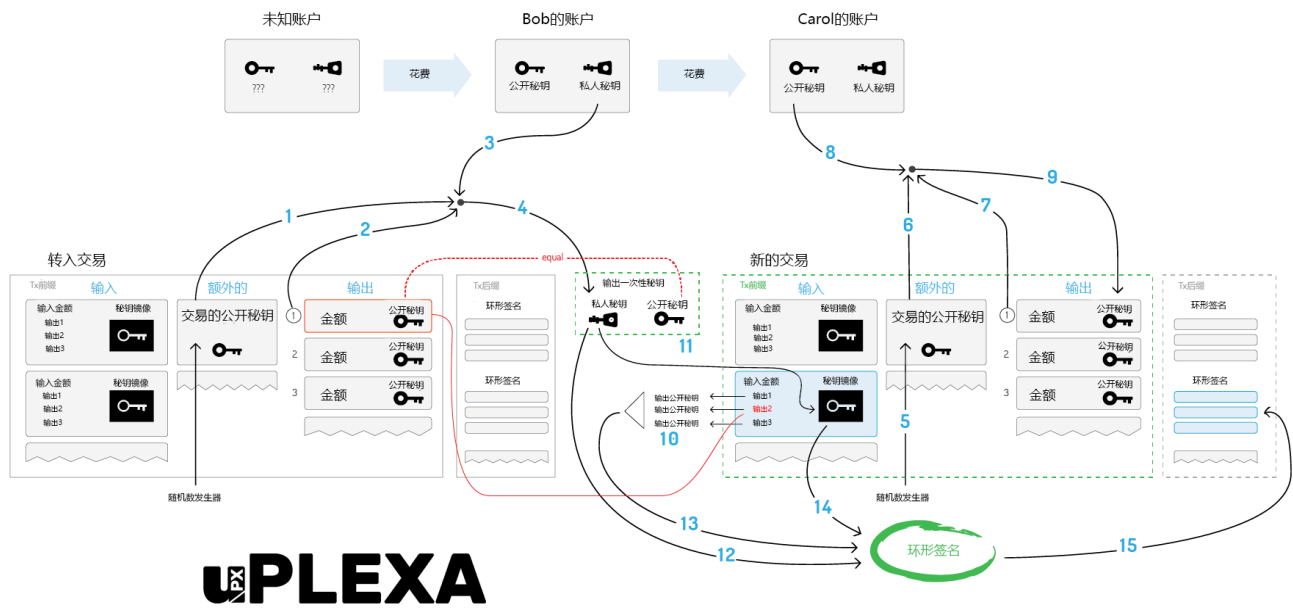 未知账户
Bob的账户
Carol的账户
???
???
花费
公开秘钥
私人秘钥
花费
公开秘钥
私人秘钥
3
8
9
1
2
4
6
7
转入交易
equal
新的交易
Tx前缀
输入
额外的
输出
Tx后缀
输出一次性秘钥
Tx前缀
输入
额外的
输出
Tx后缀
输入金额
秘钥镜像
输出1
输出2
输出3
交易的公开秘钥
1
金额
公开秘钥
2
金额
公开秘钥
3
金额
公开秘钥
输入金额
秘钥镜像
输出1
输出2
输出3
环形签名
环形签名
私人秘钥
公开秘钥
11
输入金额
秘钥镜像
输出1
输出2
输出3
交易的公开秘钥
1
金额
公开秘钥
2
金额
公开秘钥
3
金额
公开秘钥
输入金额
秘钥镜像
输出1
输出2
输出3
输出公开秘钥
输出公开秘钥
输出公开秘钥
10
5
环形签名
环形签名
随机数发生器
随机数发生器
14
13
12
环形签名
15
uPLEXA
UPX